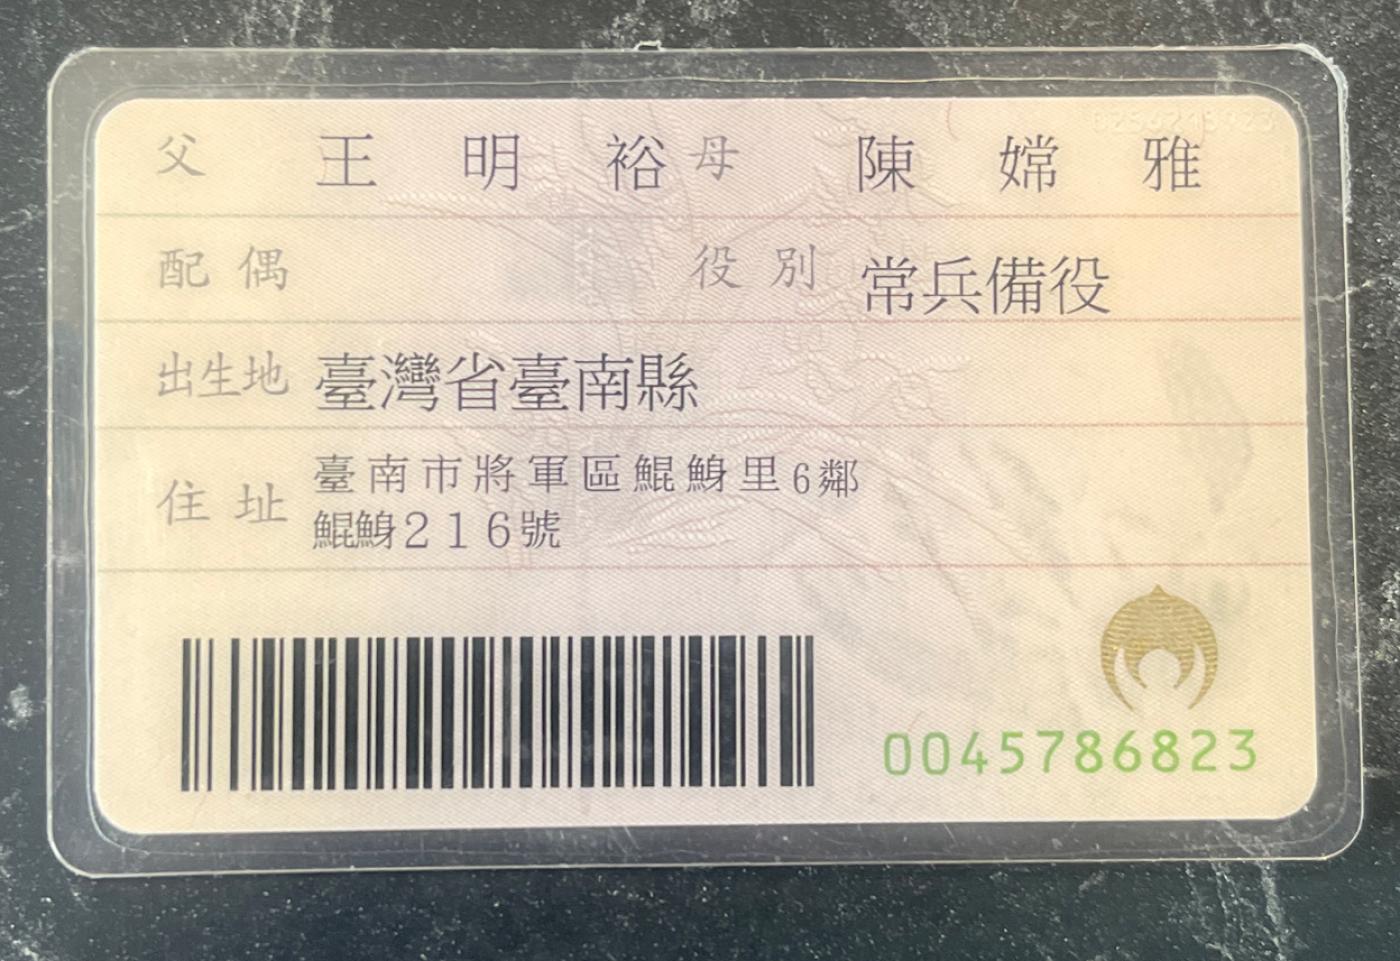 父 王明裕 母 陳嫦雅
配偶 役別 常兵備役
出生地 臺灣省臺南縣
住址 臺南市將軍區鯤鯓里6鄰
鯤鯓216號
0045786823